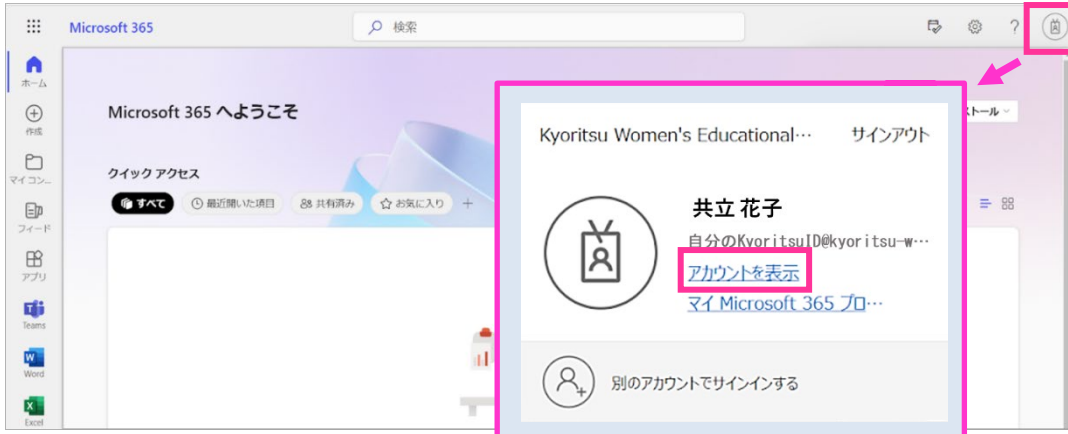 Microsoft 365
検索
?
ホーム
作成
マイ コン...
フィード
アプリ
Teams
Word
Excel
Microsoft 365 へようこそ
ストール
クイック アクセス
すべて
最近開いた項目
共有済み
お気に入り
+
Kyoritsu Women's Educational…
サインアウト
共立 花子
自分のKyoritsuID@kyoritsu-w…
アカウントを表示
マイ Microsoft 365 プロ…
別のアカウントでサインインする